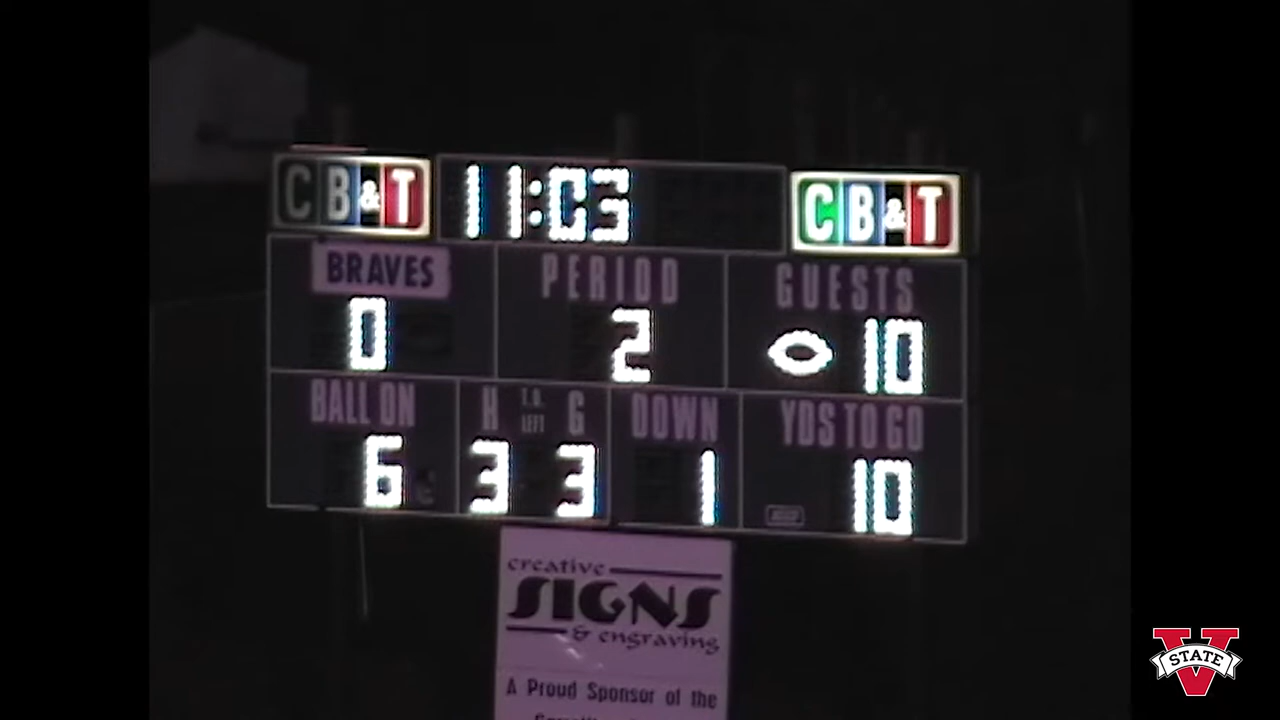 CB&T 11:03 CB&T
BRAVES PERIOD GUESTS
0 2 10
BALL ON H T.O. LEFT G DOWN YDS TO GO
6 3 3 1 10
creative
SIGNS
& engraving
A Proud Sponsor of the
V STATE